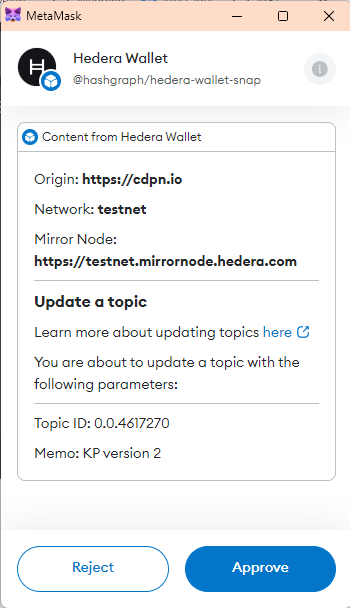 MetaMask
Hedera Wallet
@hashgraph/hedera-wallet-snap
Content from Hedera Wallet
Origin: https://cdpn.io
Network: testnet
Mirror Node:
https://testnet.mirrornode.hedera.com
Update a topic
Learn more about updating topics here
You are about to update a topic with the
following parameters:
Topic ID: 0.0.4617270
Memo: KP version 2
Reject
Approve